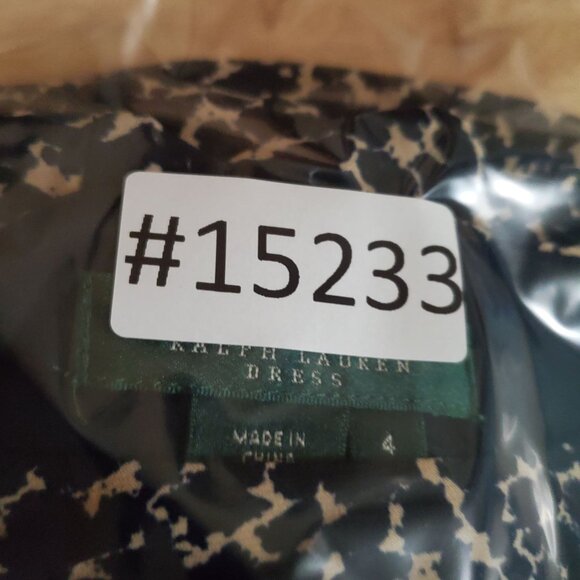 #15233
RALPH LAUREN
DRESS
MADE IN
CHINA
4